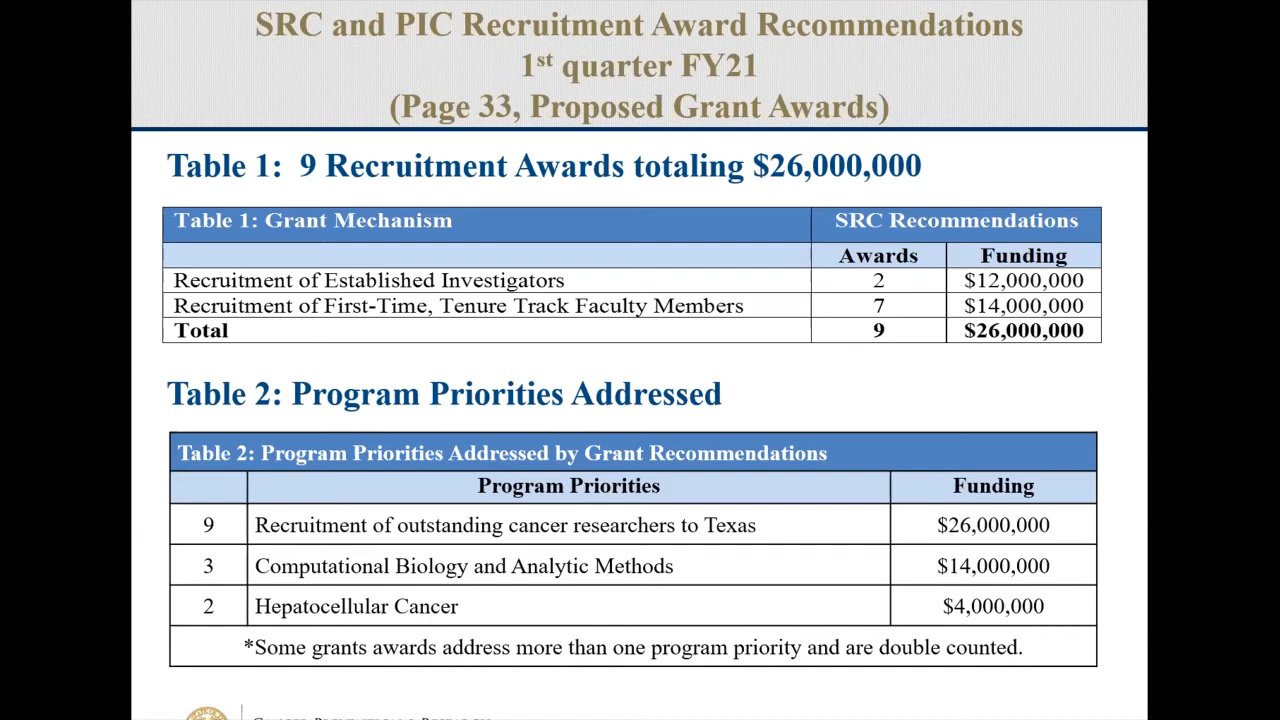 SRC and PIC Recruitment Award Recommendations
1st quarter FY21
(Page 33, Proposed Grant Awards)
Table 1: 9 Recruitment Awards totaling $26,000,000
Table 1: Grant Mechanism SRC Recommendations
Awards Funding
Recruitment of Established Investigators 2 $12,000,000
Recruitment of First-Time, Tenure Track Faculty Members 7 $14,000,000
Total 9 $26,000,000
Table 2: Program Priorities Addressed
Table 2: Program Priorities Addressed by Grant Recommendations
Program Priorities Funding
9 Recruitment of outstanding cancer researchers to Texas $26,000,000
3 Computational Biology and Analytic Methods $14,000,000
2 Hepatocellular Cancer $4,000,000
*Some grants awards address more than one program priority and are double counted.